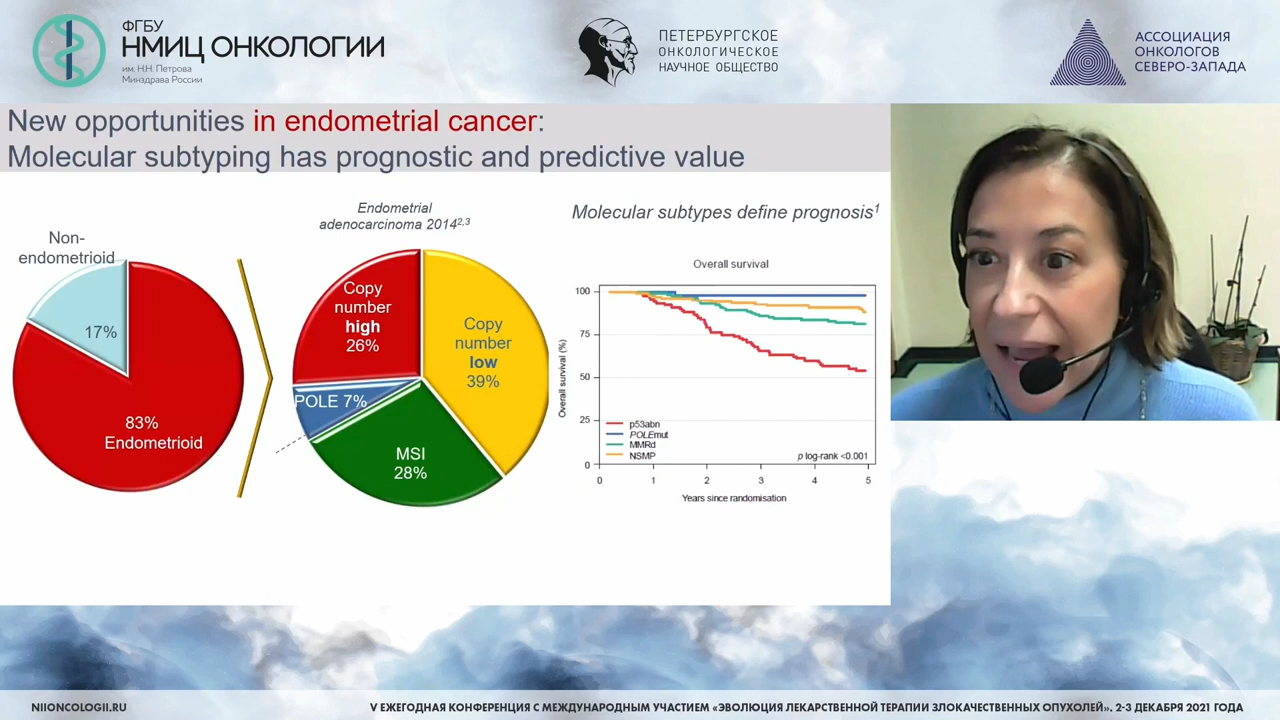 ФГБУ
НМИЦ ОНКОЛОГИИ
им. Н.Н. Петрова
Минздрава России
ПЕТЕРБУРГСКОЕ
ОНКОЛОГИЧЕСКОЕ
НАУЧНОЕ ОБЩЕСТВО
АССОЦИАЦИЯ
ОНКОЛОГОВ
СЕВЕРО-ЗАПАДА
New opportunities in endometrial cancer:
Molecular subtyping has prognostic and predictive value
Non-
endometrioid
17%
83%
Endometrioid
Endometrial
adenocarcinoma 2014²,³
Copy
number
high
26%
Copy
number
low
39%
POLE 7%
MSI
28%
Molecular subtypes define prognosis¹
Overall survival
Overall survival (%)
100
75
50
25
0
p53abn
POLEmut
MMRd
NSMP
p log-rank <0.001
0 1 2 3 4 5
Years since randomisation
NIIONCOLOGII.RU
V ЕЖЕГОДНАЯ КОНФЕРЕНЦИЯ С МЕЖДУНАРОДНЫМ УЧАСТИЕМ «ЭВОЛЮЦИЯ ЛЕКАРСТВЕННОЙ ТЕРАПИИ ЗЛОКАЧЕСТВЕННЫХ ОПУХОЛЕЙ». 2-3 ДЕКАБРЯ 2021 ГОДА